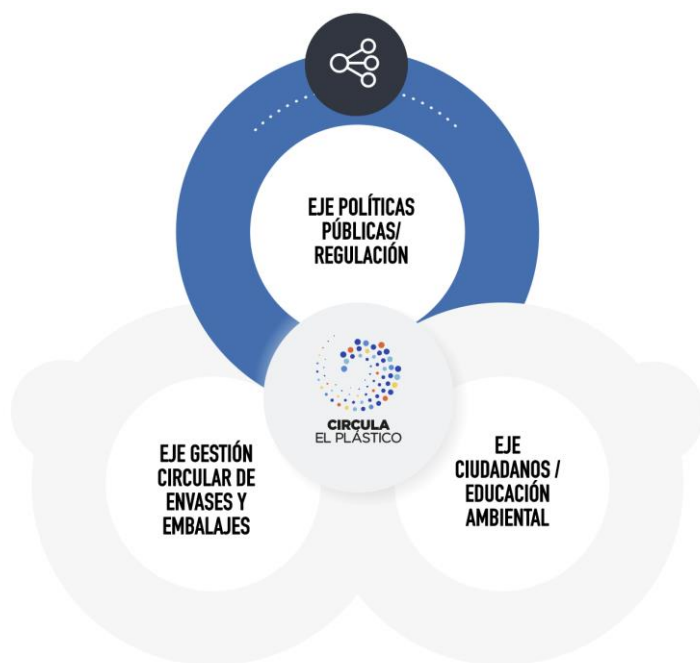 EJE POLÍTICAS
PÚBLICAS/
REGULACIÓN
CIRCULA
EL PLÁSTICO
EJE GESTIÓN
CIRCULAR DE
ENVASES Y
EMBALAJES
EJE
CIUDADANOS /
EDUCACIÓN
AMBIENTAL